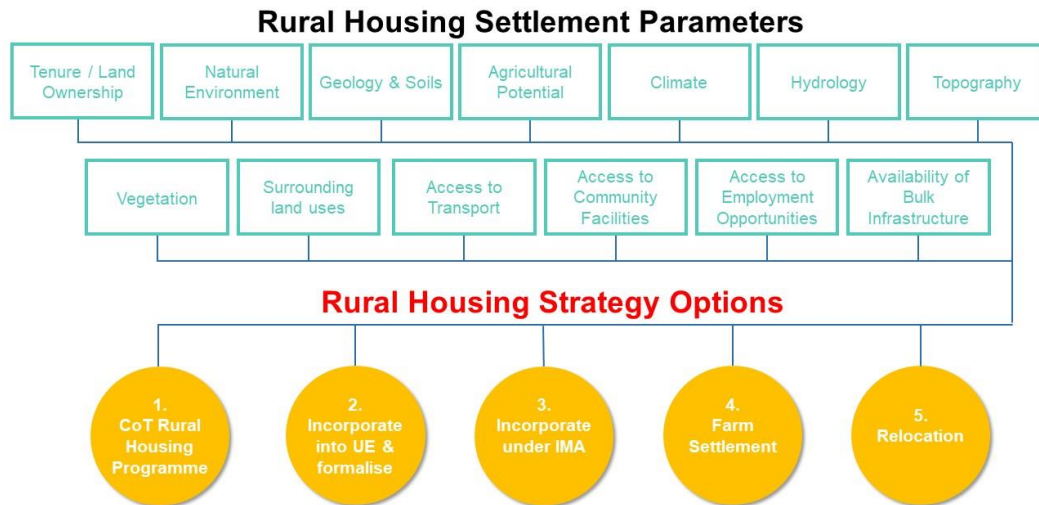 Rural Housing Settlement Parameters
Tenure / Land
Ownership
Natural
Environment
Geology & Soils
Agricultural
Potential
Climate
Hydrology
Topography
Vegetation
Surrounding
land uses
Access to
Transport
Access to
Community
Facilities
Access to
Employment
Opportunities
Availability of
Bulk
Infrastructure
Rural Housing Strategy Options
1.
CoT Rural
Housing
Programme
2.
Incorporate
into UE &
formalise
3.
Incorporate
under IMA
4.
Farm
Settlement
5.
Relocation